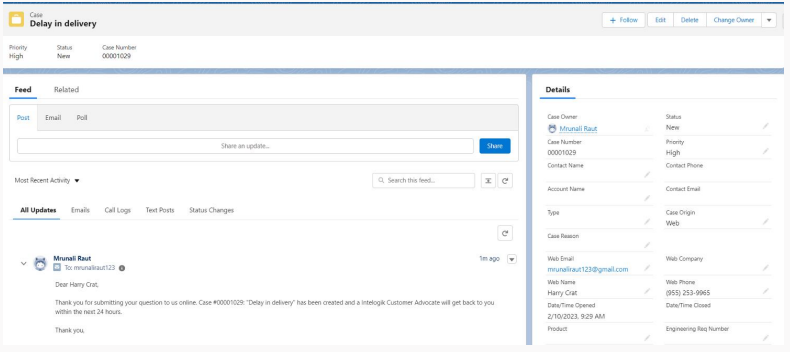 Case
Delay in delivery
+ Follow
Edit
Delete
Change Owner
Priority
High
Status
New
Case Number
00001029
Feed
Related
Post
Email
Poll
Share an update...
Share
Most Recent Activity
Search this feed...
All Updates
Emails
Call Logs
Text Posts
Status Changes
Mrunali Raut
To: mrunaliraut123
1m ago
Dear Harry Crat,
Thank you for submitting your question to us online. Case #00001029: "Delay in delivery" has been created and a Intelogik Customer Advocate will get back to you
within the next 24 hours.
Thank you,
Details
Case Owner
Mrunali Raut
Status
New
Case Number
00001029
Priority
High
Contact Name
Contact Phone
Account Name
Contact Email
Type
Case Origin
Web
Case Reason
Web Email
mrunaliraut123@gmail.com
Web Company
Web Name
Harry Crat
Web Phone
(955) 253-9965
Date/Time Opened
2/10/2023, 9:29 AM
Date/Time Closed
Product
Engineering Req Number